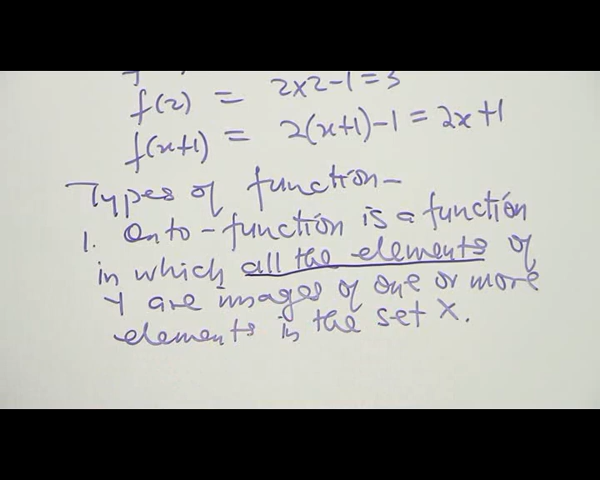 f(2) = 2x2-1=3
f(x+1) = 2(x+1)-1=2x+1
Types of function-
1. Onto-function is a function
in which all the elements of
Y are images of one or more
elements in the set X.